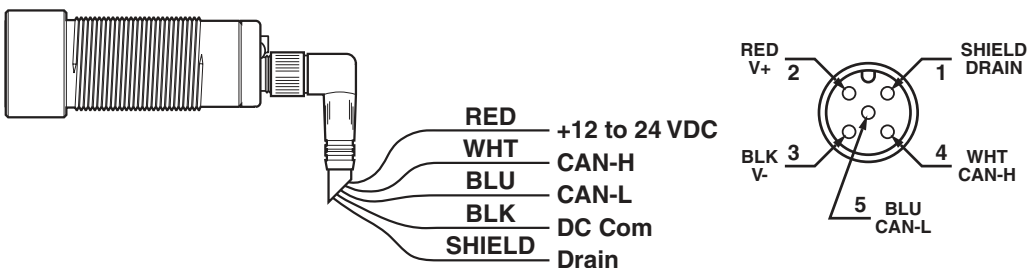 RED
+12 to 24 VDC
WHT
CAN-H
BLU
CAN-L
BLK
DC Com
SHIELD
Drain
RED
V+
2
SHIELD
DRAIN
1
BLK
V-
3
4
WHT
CAN-H
5
BLU
CAN-L